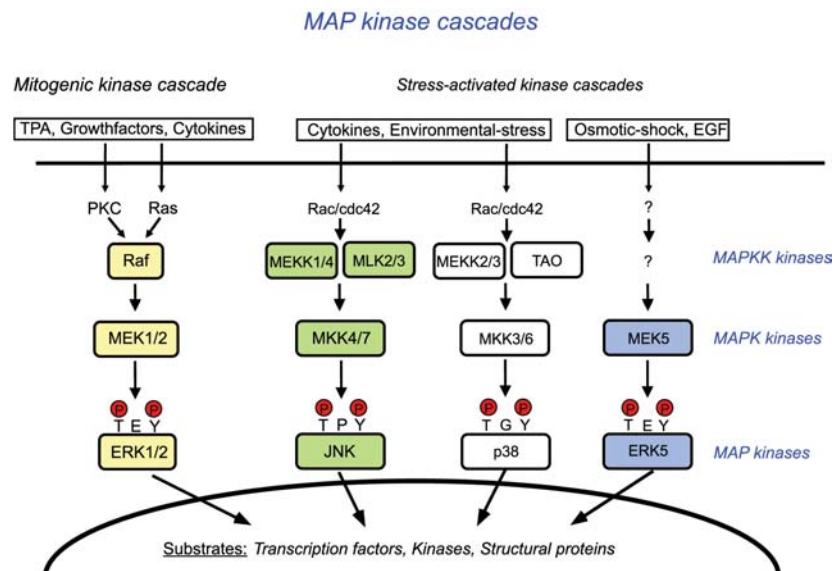 MAP kinase cascades
Mitogenic kinase cascade
Stress-activated kinase cascades
TPA, Growthfactors, Cytokines
Cytokines, Environmental-stress
Osmotic-shock, EGF
PKC
Ras
Rac/cdc42
Rac/cdc42
?
Raf
MEKK1/4
MLK2/3
MEKK2/3
TAO
?
MAPKK kinases
MEK1/2
MKK4/7
MKK3/6
MEK5
MAPK kinases
P P
P P
P P
P P
T E Y
T P Y
T G Y
T E Y
ERK1/2
JNK
p38
ERK5
MAP kinases
Substrates: Transcription factors, Kinases, Structural proteins